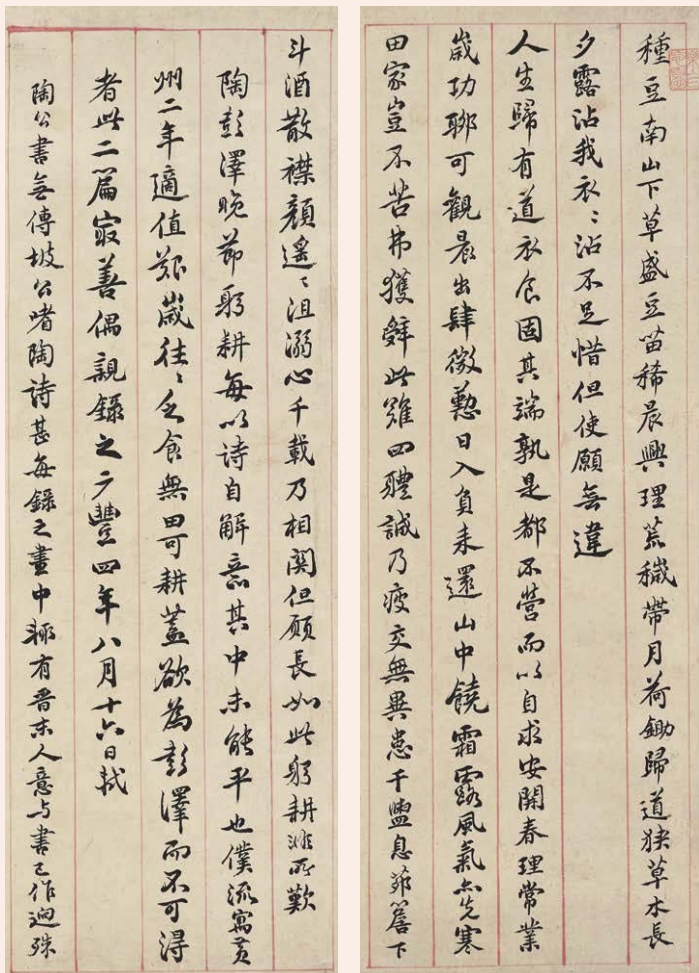 種豆南山下草盛豆苗稀晨興理荒穢帶月荷鋤歸道狹草木長
夕露沾我衣〻沾不足惜但使願無違
人生歸有道衣食固其端孰是都不營而以自求安開春理常業
歲功聊可觀晨出肆微懃日入負耒還山中饒霜露風氣亦先寒
田家豈不苦弗獲辭此難四體誠乃疲交無異患干盥息茆簷下
斗酒散襟顏遙〻沮溺心千載乃相關但願長如此躬耕非所歎
陶彭澤晚節躬耕每以詩自解意其中未能平也僕流寓黃
州二年適值艱歲往〻乏食無田可耕蓋欲為彭澤而不可得
者此二篇㝡善偶親錄之元豐四年八月十六日軾
陶公書無傳坡公嗜陶詩甚每錄之畫中輒有晉宋人意与書己作迥殊